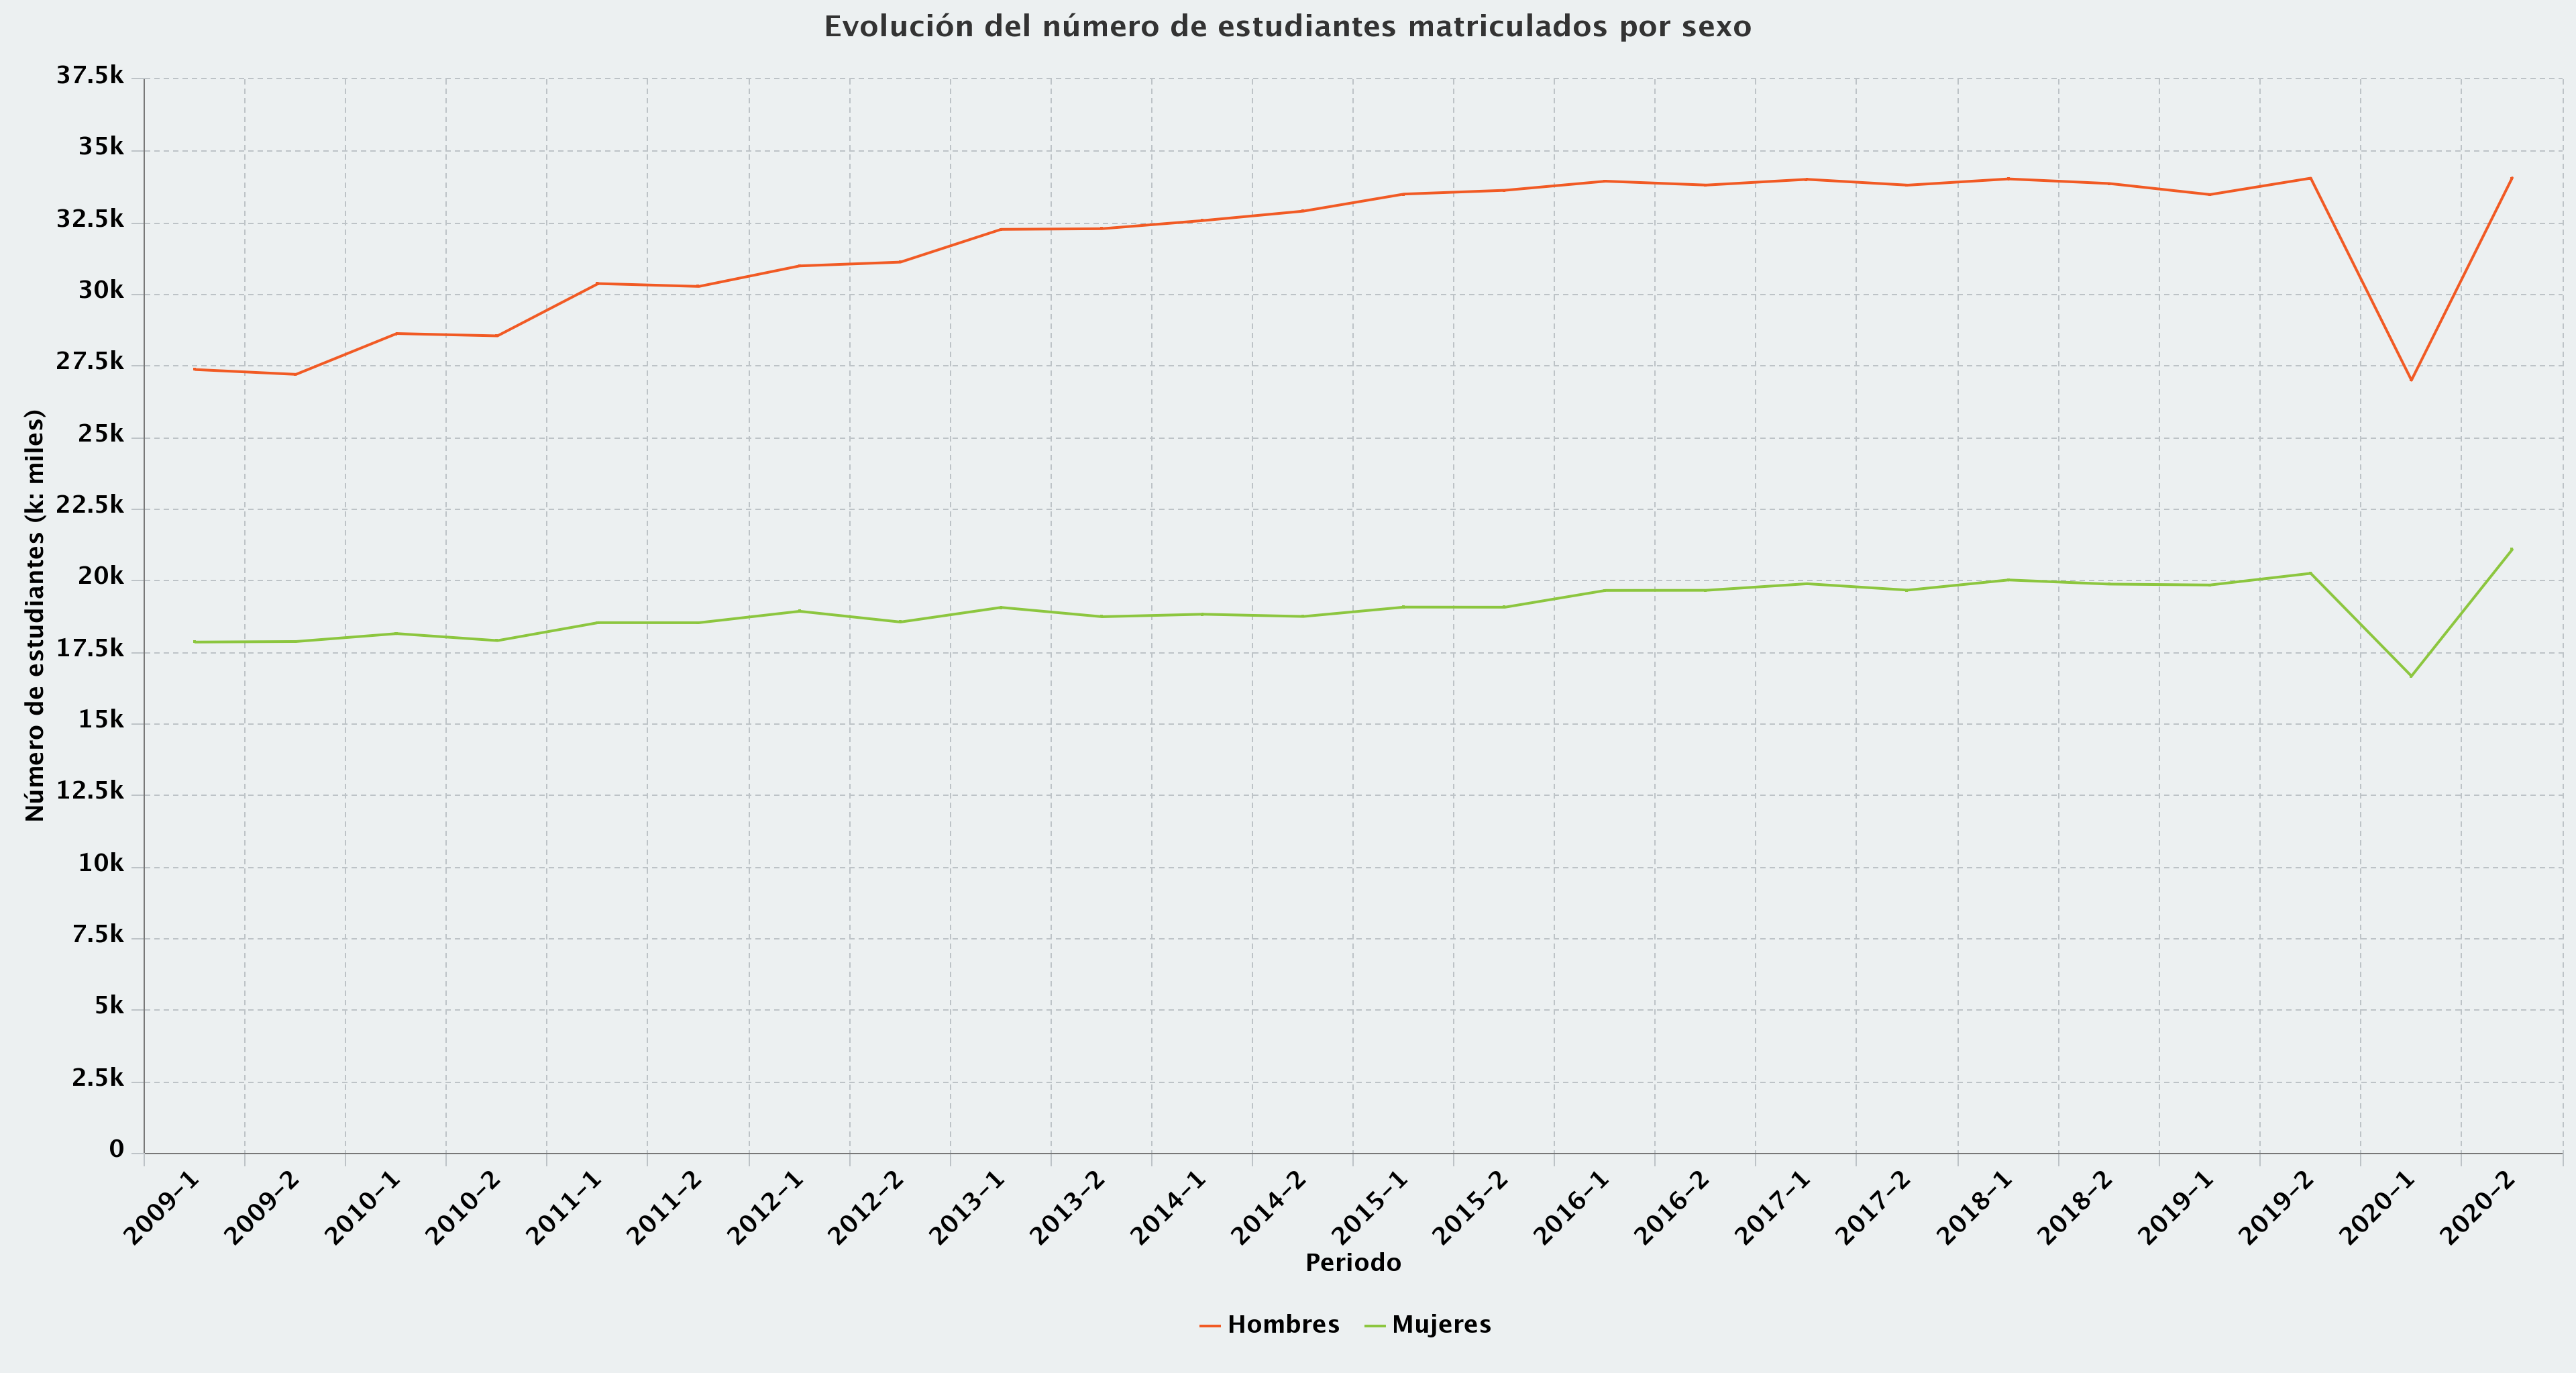 Evolución del número de estudiantes matriculados por sexo
Número de estudiantes (k: miles)
37.5k
35k
32.5k
30k
27.5k
25k
22.5k
20k
17.5k
15k
12.5k
10k
7.5k
5k
2.5k
0
2009-1
2009-2
2010-1
2010-2
2011-1
2011-2
2012-1
2012-2
2013-1
2013-2
2014-1
2014-2
2015-1
2015-2
2016-1
2016-2
2017-1
2017-2
2018-1
2018-2
2019-1
2019-2
2020-1
2020-2
Periodo
Hombres Mujeres